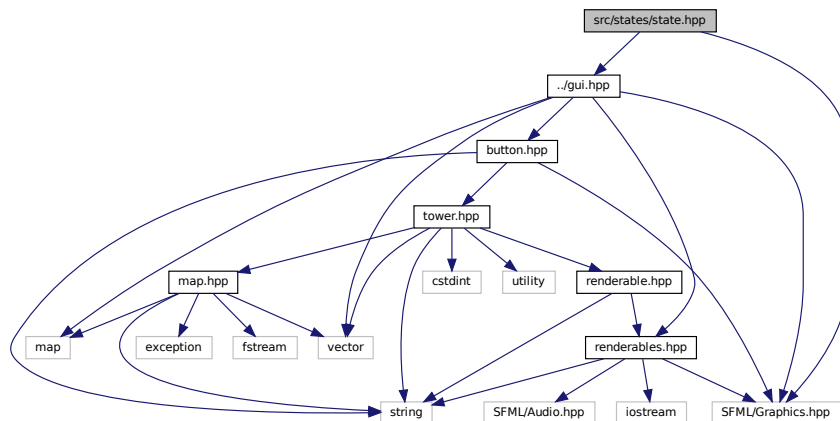 src/states/state.hpp
../gui.hpp
button.hpp
tower.hpp
map.hpp
cstdint
utility
renderable.hpp
map
exception
fstream
vector
renderables.hpp
string
SFML/Audio.hpp
iostream
SFML/Graphics.hpp